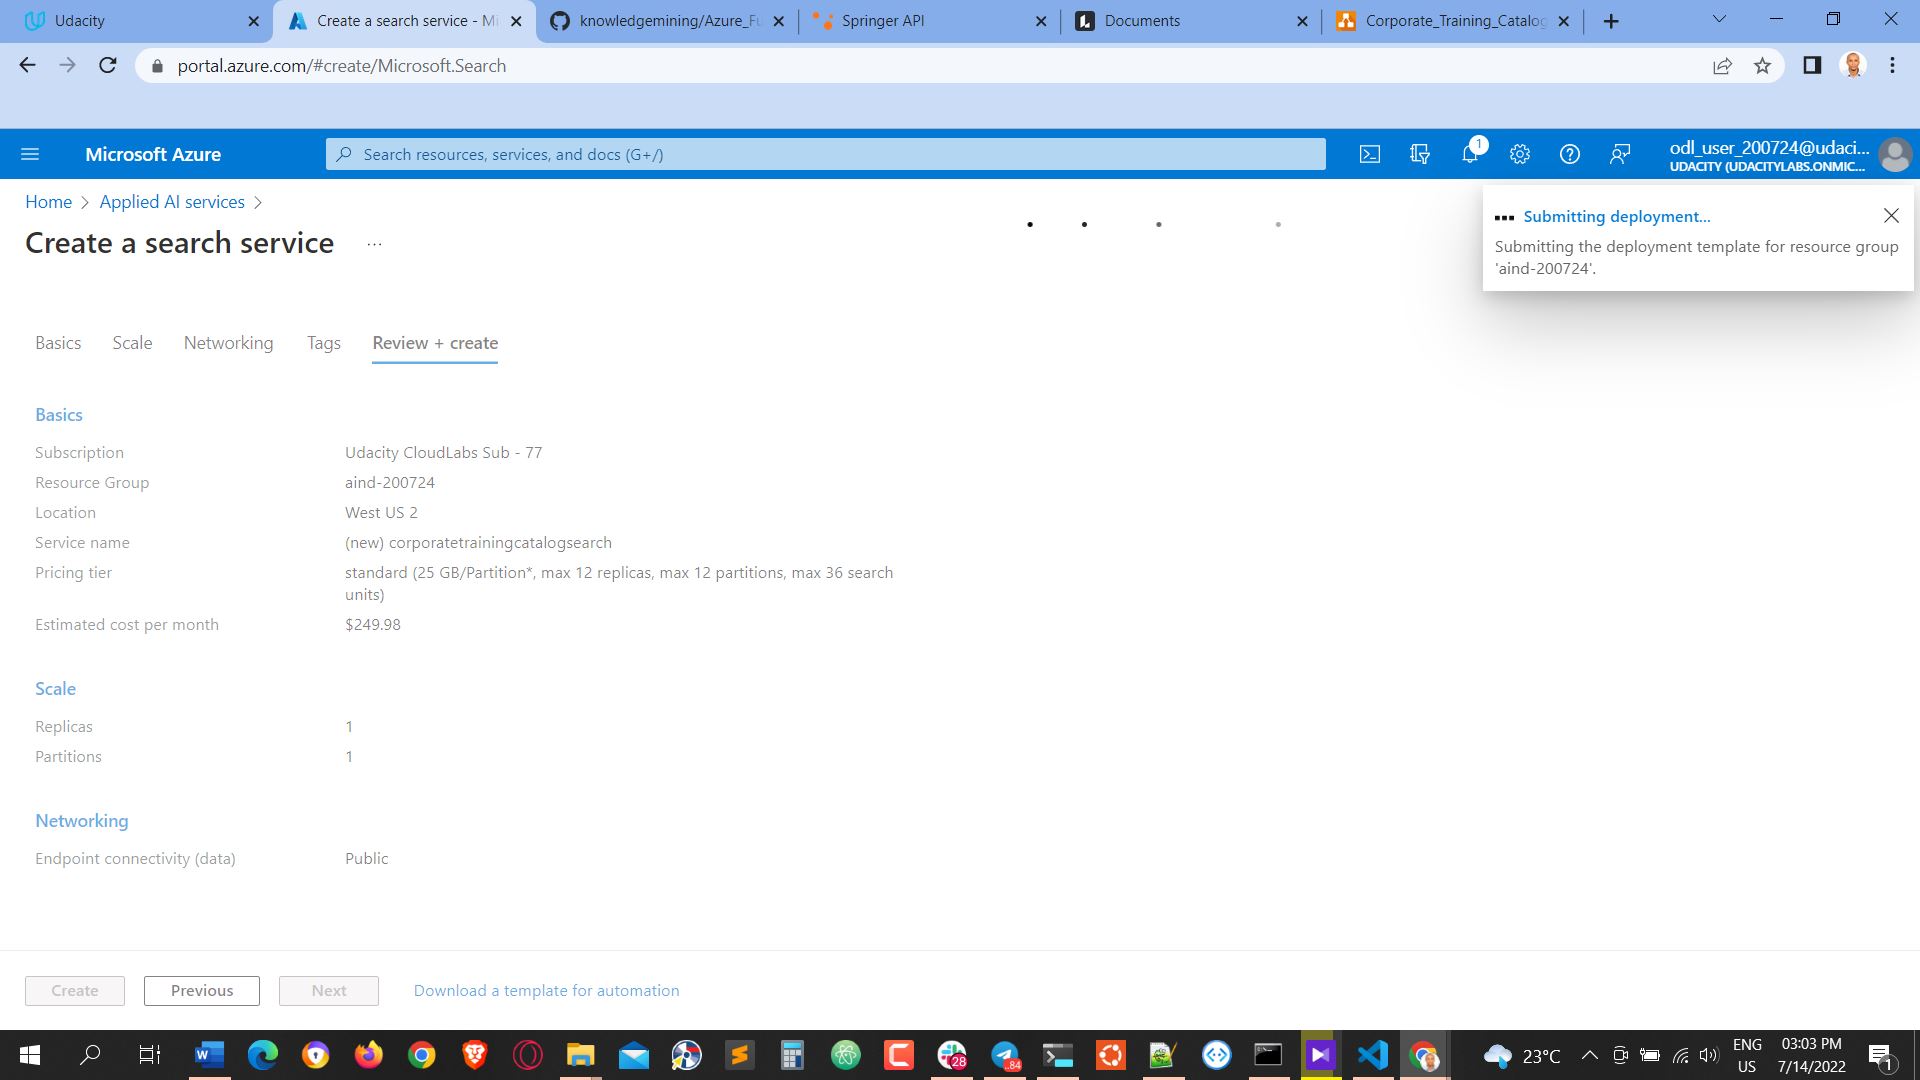 Udacity
Create a search service - Mi
knowledgemining/Azure_Fu
Springer API
Documents
Corporate_Training_Catalog
portal.azure.com/#create/Microsoft.Search
Microsoft Azure
Search resources, services, and docs (G+/)
1
odl_user_200724@udaci...
UDACITY (UDACITYLABS.ONMIC...
Home > Applied AI services >
Create a search service ...
Submitting deployment...
Submitting the deployment template for resource group
'aind-200724'.
Basics Scale Networking Tags Review + create
Basics
Subscription Udacity CloudLabs Sub - 77
Resource Group aind-200724
Location West US 2
Service name (new) corporatetrainingcatalogsearch
Pricing tier standard (25 GB/Partition*, max 12 replicas, max 12 partitions, max 36 search
units)
Estimated cost per month $249.98
Scale
Replicas 1
Partitions 1
Networking
Endpoint connectivity (data) Public
Create Previous Next Download a template for automation
28
84
23°C
ENG
US
03:03 PM
7/14/2022
1